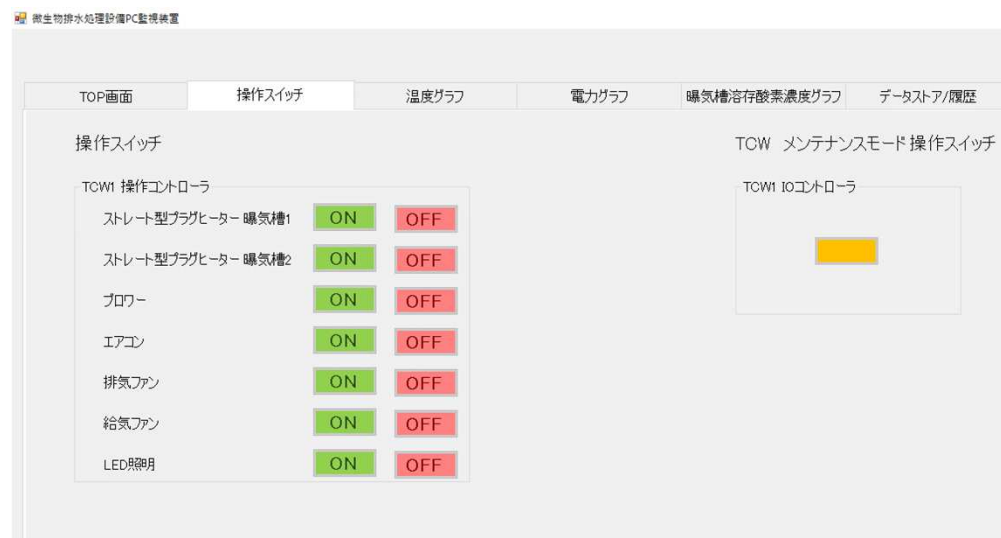 微生物排水処理設備PC監視装置
TOP画面 操作スイッチ 温度グラフ 電力グラフ 曝気槽溶存酸素濃度グラフ データストア/履歴
操作スイッチ
TCW メンテナンスモード 操作スイッチ
TCW1 操作コントローラ
TCW1 IOコントローラ
ストレート型プラグヒーター 曝気槽1 ON OFF
ストレート型プラグヒーター 曝気槽2 ON OFF
ブロワー ON OFF
エアコン ON OFF
排気ファン ON OFF
給気ファン ON OFF
LED照明 ON OFF